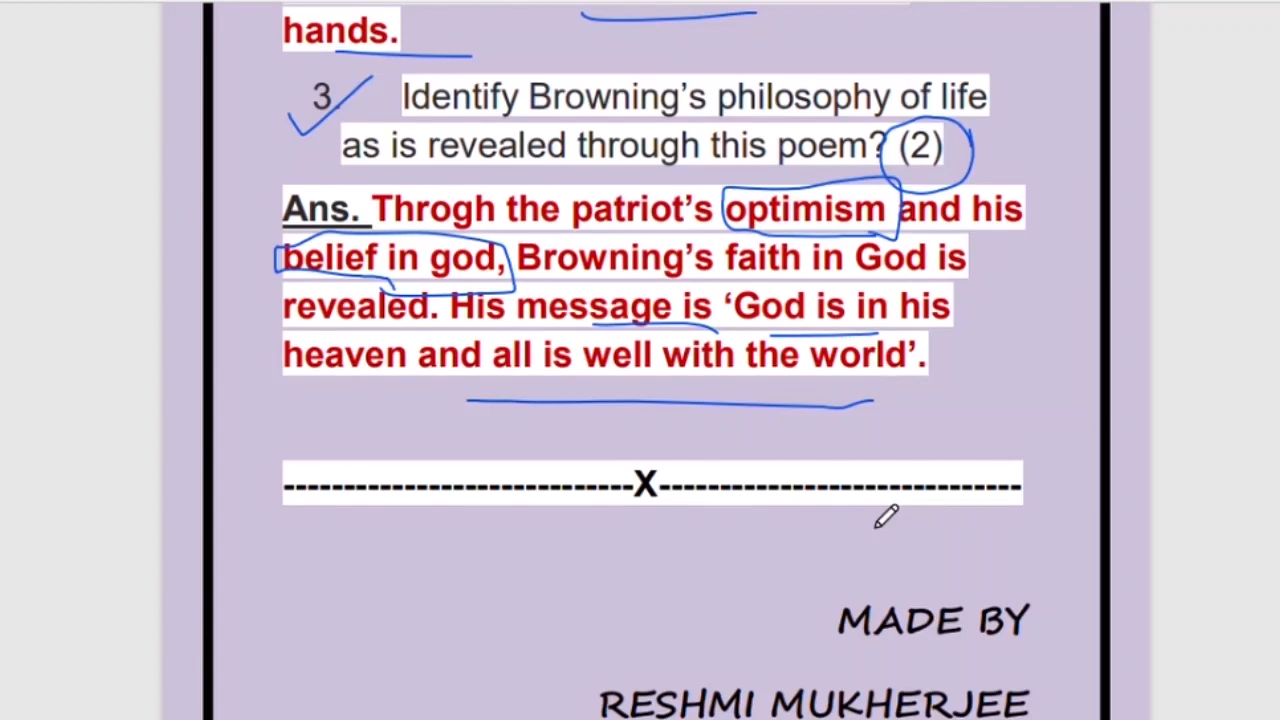 hands.
3. Identify Browning's philosophy of life
as is revealed through this poem? (2)
Ans. Throgh the patriot's optimism and his
belief in god, Browning's faith in God is
revealed. His message is ‘God is in his
heaven and all is well with the world’.
-----------------------------X------------------------------
MADE BY
RESHMI MUKHERJEE